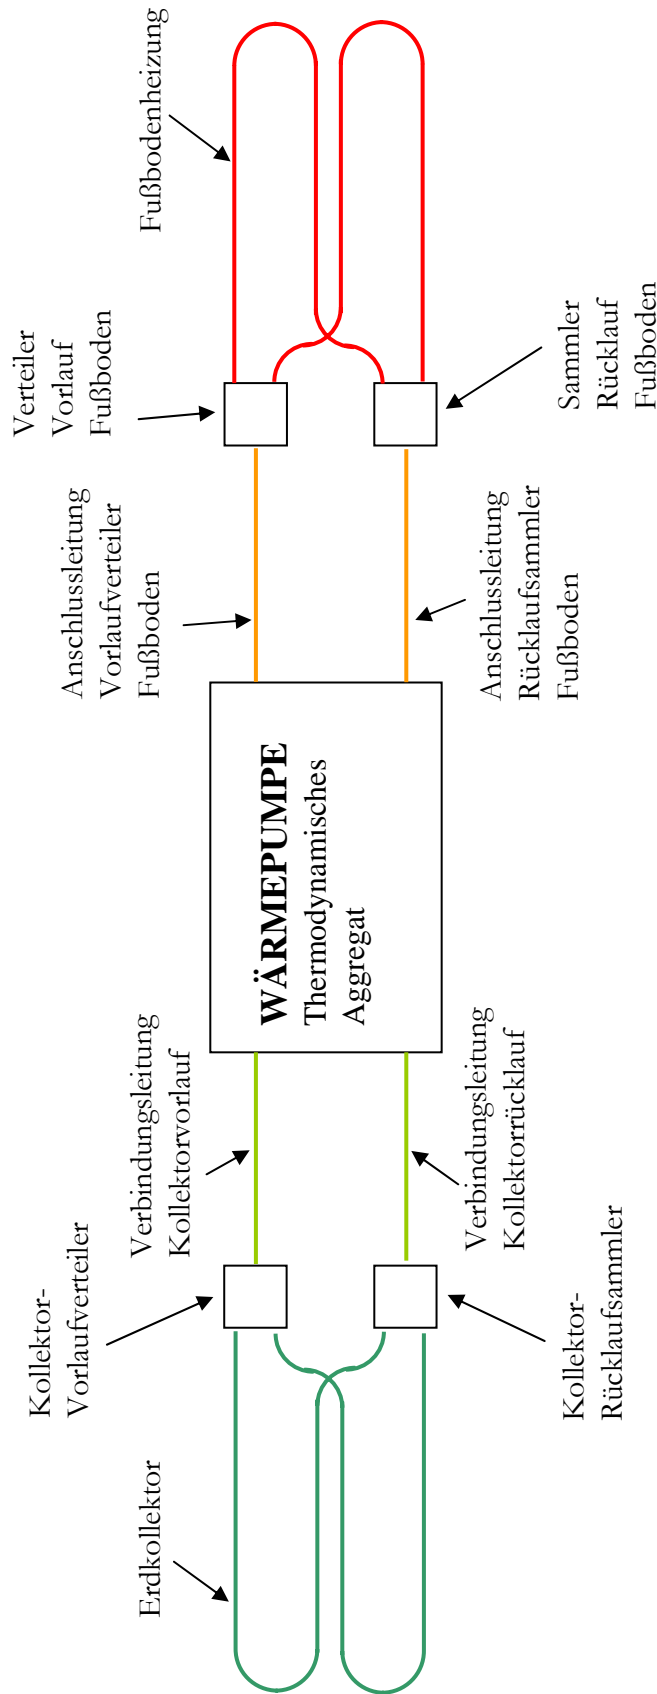 Erdkollektor
Kollektor-
Vorlaufverteiler
Verbindungsleitung
Kollektorvorlauf
Anschlussleitung
Vorlaufverteiler
Fußboden
Verteiler
Vorlauf
Fußboden
Fußbodenheizung
WÄRMEPUMPE
Thermodynamisches
Aggregat
Kollektor-
Rücklaufsammler
Verbindungsleitung
Kollektorrücklauf
Anschlussleitung
Rücklaufsammler
Fußboden
Sammler
Rücklauf
Fußboden